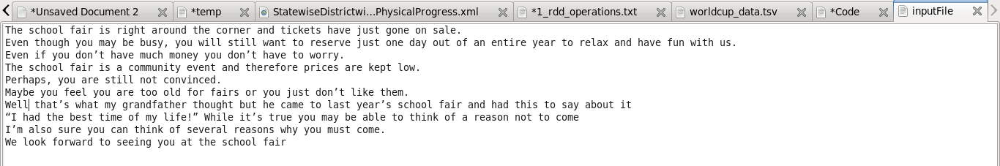 *Unsaved Document 2 *temp StatewiseDistrictwi...PhysicalProgress.xml *1_rdd_operations.txt worldcup_data.tsv *Code inputFile
The school fair is right around the corner and tickets have just gone on sale.
Even though you may be busy, you will still want to reserve just one day out of an entire year to relax and have fun with us.
Even if you don’t have much money you don’t have to worry.
The school fair is a community event and therefore prices are kept low.
Perhaps, you are still not convinced.
Maybe you feel you are too old for fairs or you just don’t like them.
Well that’s what my grandfather thought but he came to last year’s school fair and had this to say about it
“I had the best time of my life!” While it’s true you may be able to think of a reason not to come
I’m also sure you can think of several reasons why you must come.
We look forward to seeing you at the school fair